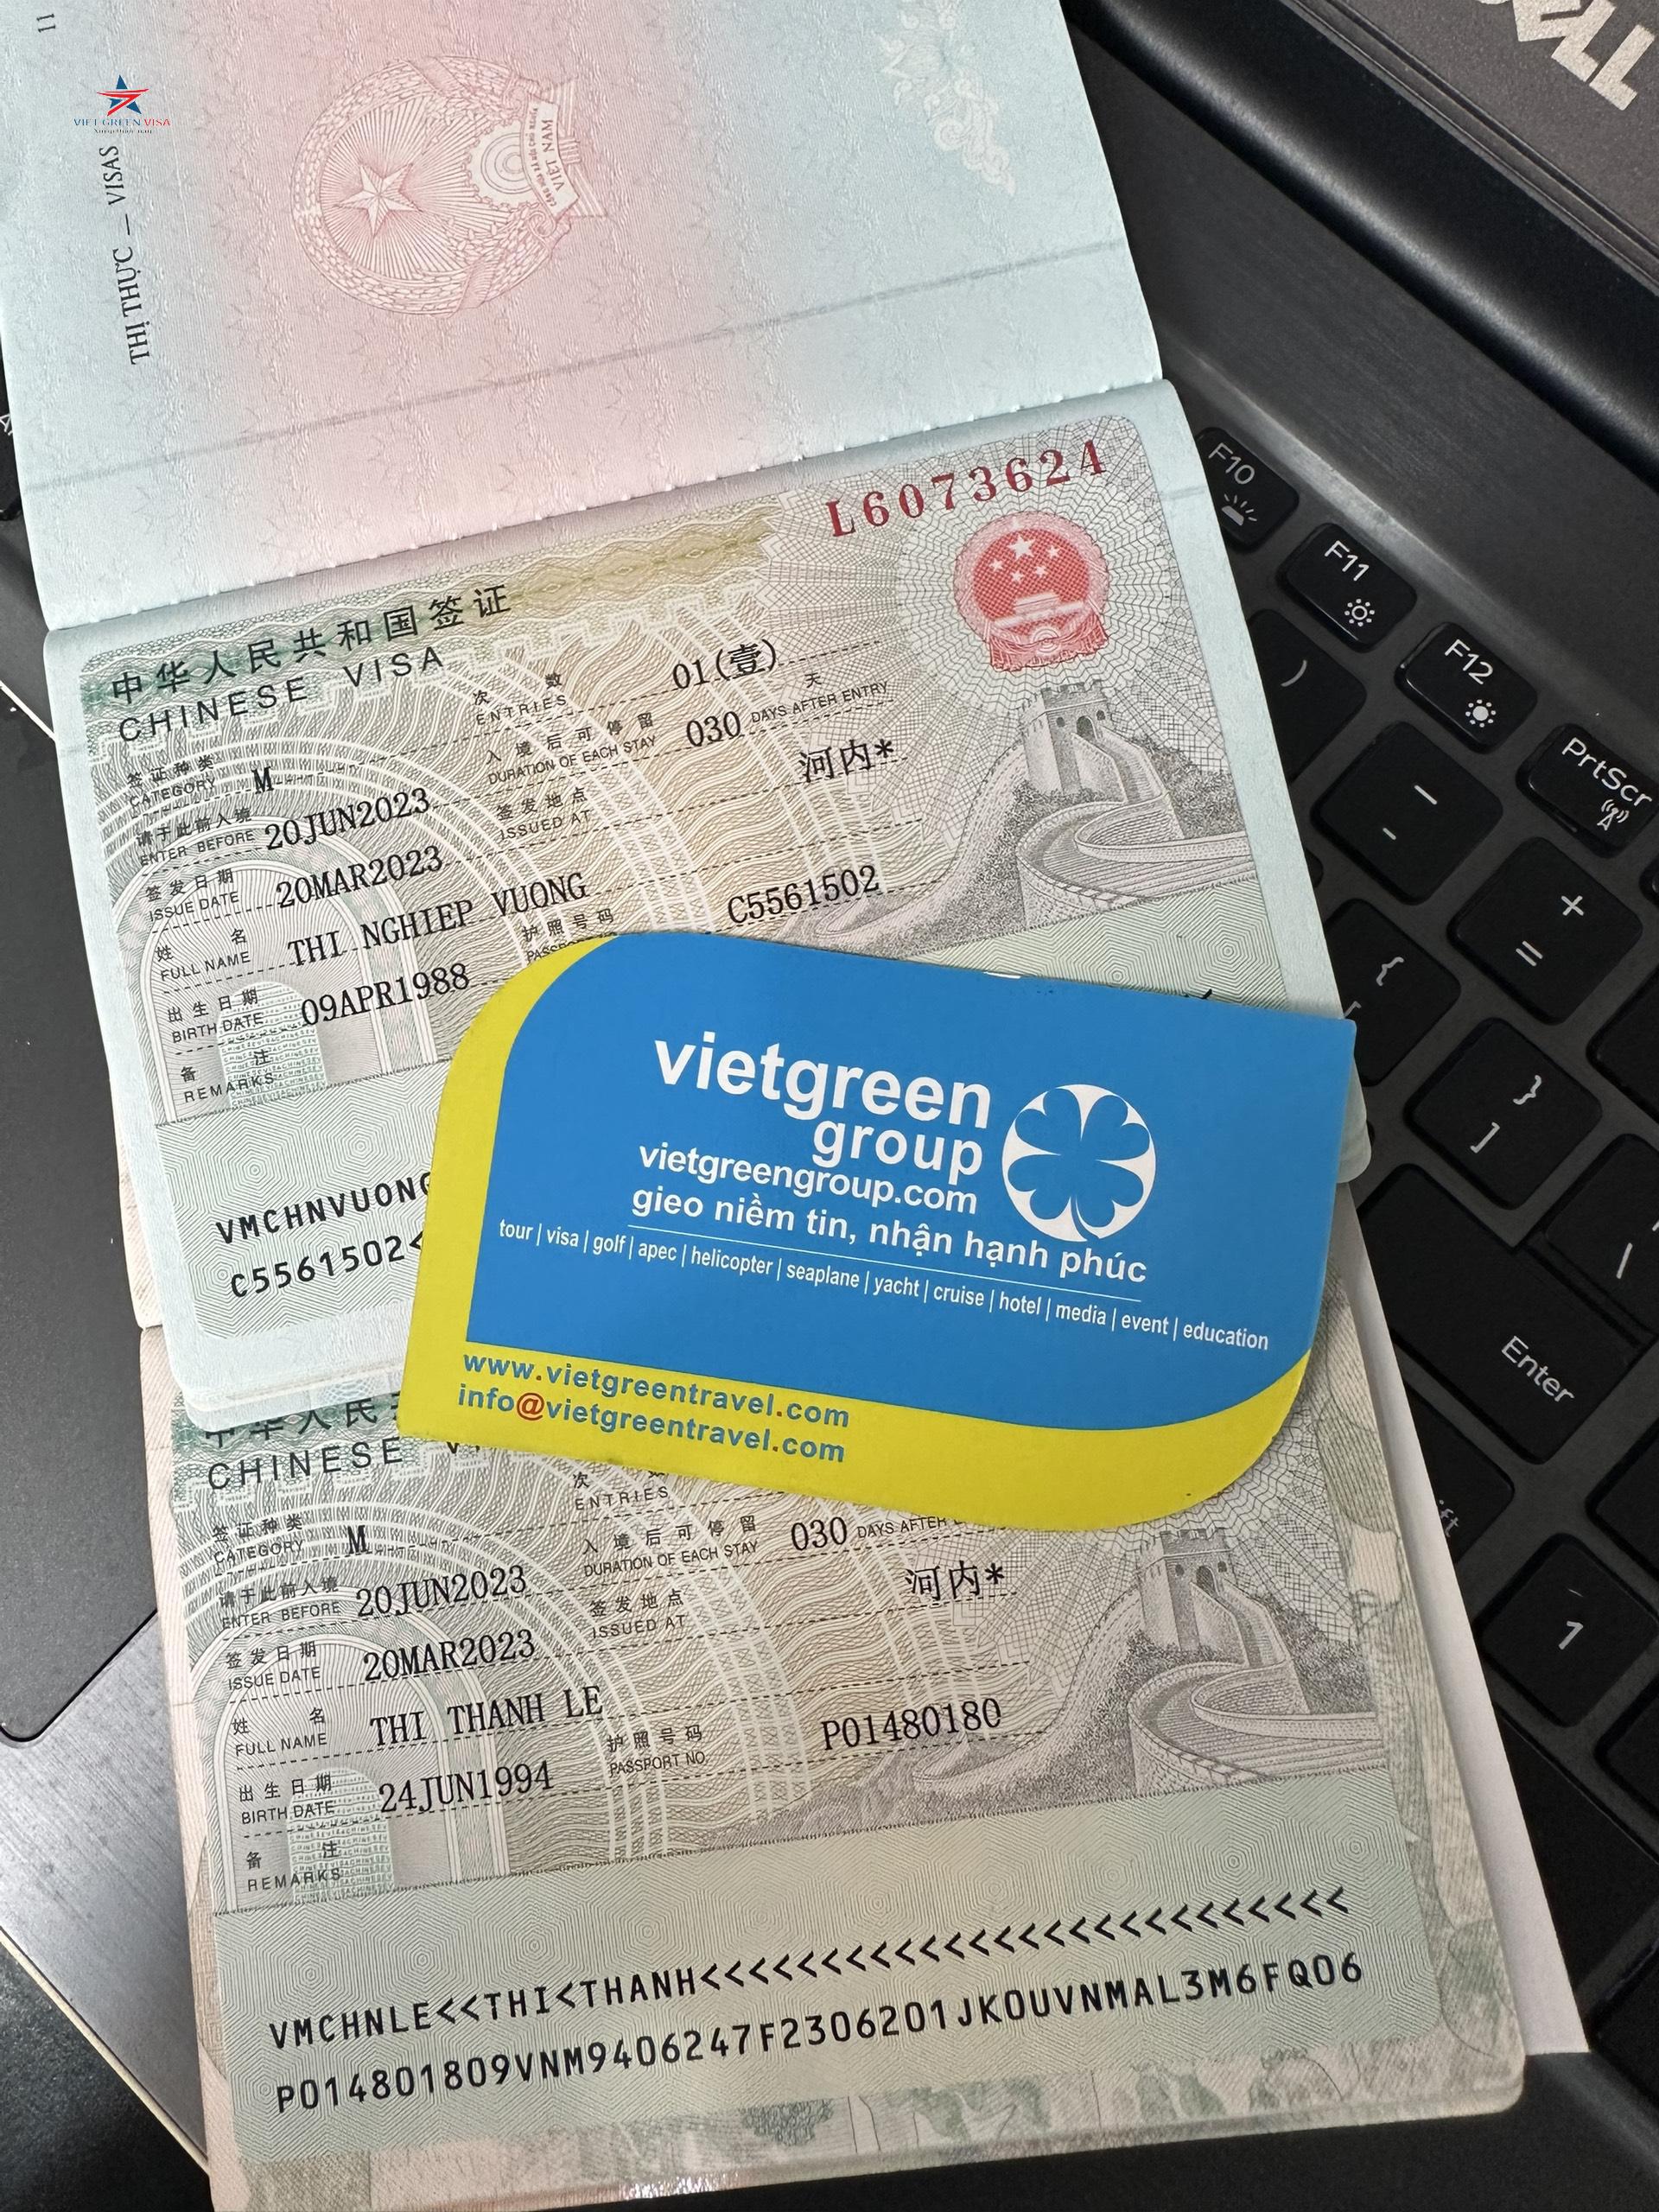 11
VIET GREEN VISA
THỊ THỰC — VISAS
VIỆT NAM
DELL
L6073624
中华人民共和国签证
CHINESE VISA
次数
ENTRIES
01(壹)
签证种类
CATEGORY
M
入境后可停留
DURATION OF EACH STAY
030
天
DAYS AFTER ENTRY
请于此前入境
ENTER BEFORE
20JUN2023
签发地点
ISSUED AT
河内*
签发日期
ISSUE DATE
20MAR2023
姓名
FULL NAME
THI NGHIEP VUONG
护照号码
C5561502
出生日期
BIRTH DATE
09APR1988
备注
REMARKS
VMCHNVUONG
C5561502<
vietgreen
group
vietgreengroup.com
gieo niềm tin, nhận hạnh phúc
tour | visa | golf | apec | helicopter | seaplane | yacht | cruise | hotel | media | event | education
www.vietgreentravel.com
info@vietgreentravel.com
中华人民
CHINESE
次数
ENTRIES
签证种类
CATEGORY
M
入境后可停留
DURATION OF EACH STAY
030
DAYS AFTER
请于此前入境
ENTER BEFORE
20JUN2023
签发地点
ISSUED AT
河内*
签发日期
ISSUE DATE
20MAR2023
姓名
FULL NAME
THI THANH LE
护照号码
PASSPORT NO.
P01480180
出生日期
BIRTH DATE
24JUN1994
备注
REMARKS
VMCHNLE<<THI<THANH<<<<<<<<<<<<<<<<<<<<<<<<<<
P014801809VNM9406247F2306201JKOUVNMAL3M6FQ06
F10
F11
F12
PrtScr
)
-
+
=
{
}
]
|
Enter
1